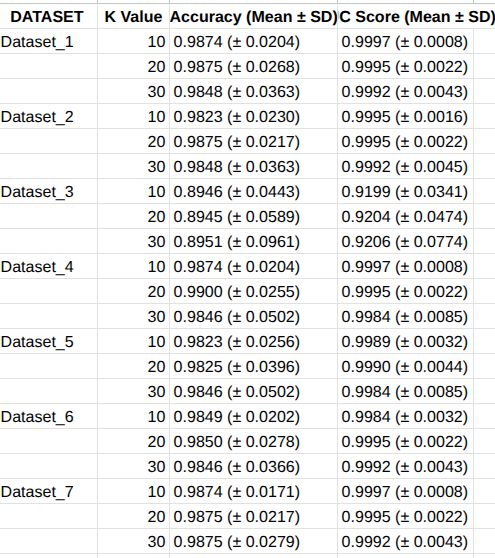 DATASET K Value Accuracy (Mean ± SD) C Score (Mean ± SD)
Dataset_1 10 0.9874 (± 0.0204) 0.9997 (± 0.0008)
20 0.9875 (± 0.0268) 0.9995 (± 0.0022)
30 0.9848 (± 0.0363) 0.9992 (± 0.0043)
Dataset_2 10 0.9823 (± 0.0230) 0.9995 (± 0.0016)
20 0.9875 (± 0.0217) 0.9995 (± 0.0022)
30 0.9848 (± 0.0363) 0.9992 (± 0.0045)
Dataset_3 10 0.8946 (± 0.0443) 0.9199 (± 0.0341)
20 0.8945 (± 0.0589) 0.9204 (± 0.0474)
30 0.8951 (± 0.0961) 0.9206 (± 0.0774)
Dataset_4 10 0.9874 (± 0.0204) 0.9997 (± 0.0008)
20 0.9900 (± 0.0255) 0.9995 (± 0.0022)
30 0.9846 (± 0.0502) 0.9984 (± 0.0085)
Dataset_5 10 0.9823 (± 0.0256) 0.9989 (± 0.0032)
20 0.9825 (± 0.0396) 0.9990 (± 0.0044)
30 0.9846 (± 0.0502) 0.9984 (± 0.0085)
Dataset_6 10 0.9849 (± 0.0202) 0.9984 (± 0.0032)
20 0.9850 (± 0.0278) 0.9995 (± 0.0022)
30 0.9846 (± 0.0366) 0.9992 (± 0.0043)
Dataset_7 10 0.9874 (± 0.0171) 0.9997 (± 0.0008)
20 0.9875 (± 0.0217) 0.9995 (± 0.0022)
30 0.9875 (± 0.0279) 0.9992 (± 0.0043)